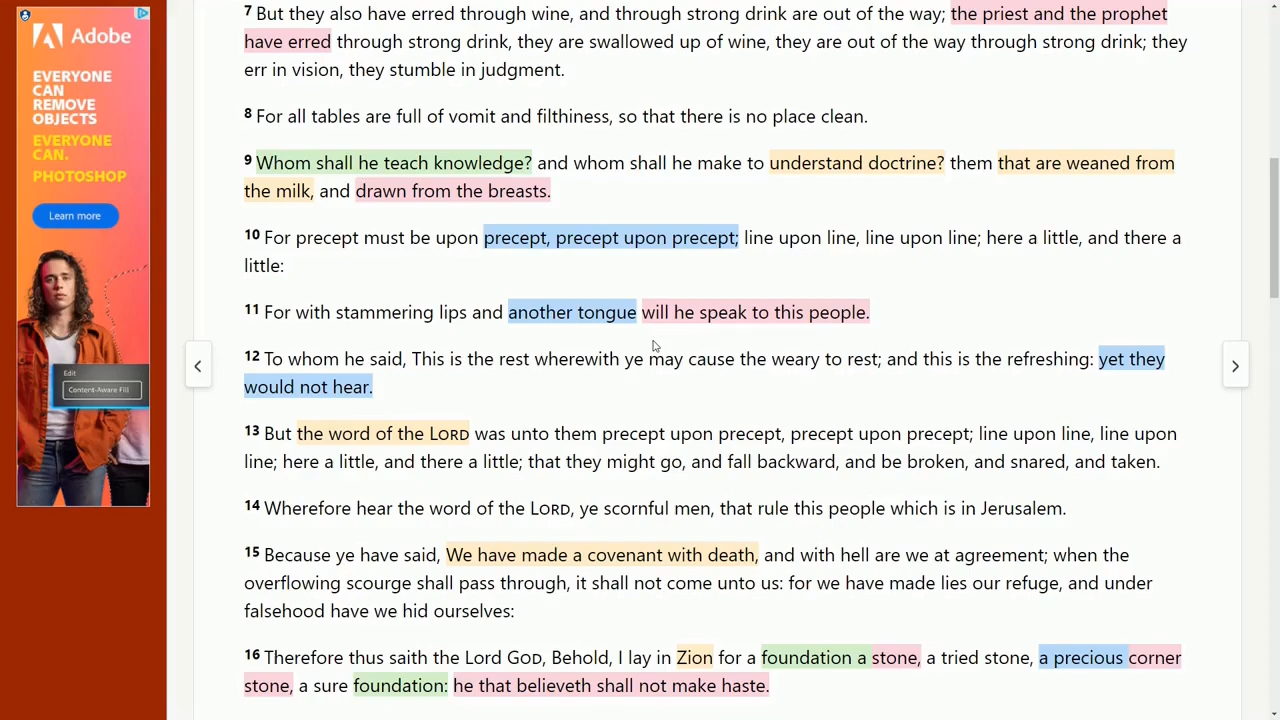 Adobe
EVERYONE
CAN
REMOVE
OBJECTS
EVERYONE
CAN.
PHOTOSHOP
Learn more
Edit
Content-Aware Fill
7 But they also have erred through wine, and through strong drink are out of the way; the priest and the prophet
have erred through strong drink, they are swallowed up of wine, they are out of the way through strong drink; they
err in vision, they stumble in judgment.
8 For all tables are full of vomit and filthiness, so that there is no place clean.
9 Whom shall he teach knowledge? and whom shall he make to understand doctrine? them that are weaned from
the milk, and drawn from the breasts.
10 For precept must be upon precept, precept upon precept; line upon line, line upon line; here a little, and there a
little:
11 For with stammering lips and another tongue will he speak to this people.
12 To whom he said, This is the rest wherewith ye may cause the weary to rest; and this is the refreshing: yet they
would not hear.
13 But the word of the LORD was unto them precept upon precept, precept upon precept; line upon line, line upon
line; here a little, and there a little; that they might go, and fall backward, and be broken, and snared, and taken.
14 Wherefore hear the word of the LORD, ye scornful men, that rule this people which is in Jerusalem.
15 Because ye have said, We have made a covenant with death, and with hell are we at agreement; when the
overflowing scourge shall pass through, it shall not come unto us: for we have made lies our refuge, and under
falsehood have we hid ourselves:
16 Therefore thus saith the Lord GOD, Behold, I lay in Zion for a foundation a stone, a tried stone, a precious corner
stone, a sure foundation: he that believeth shall not make haste.